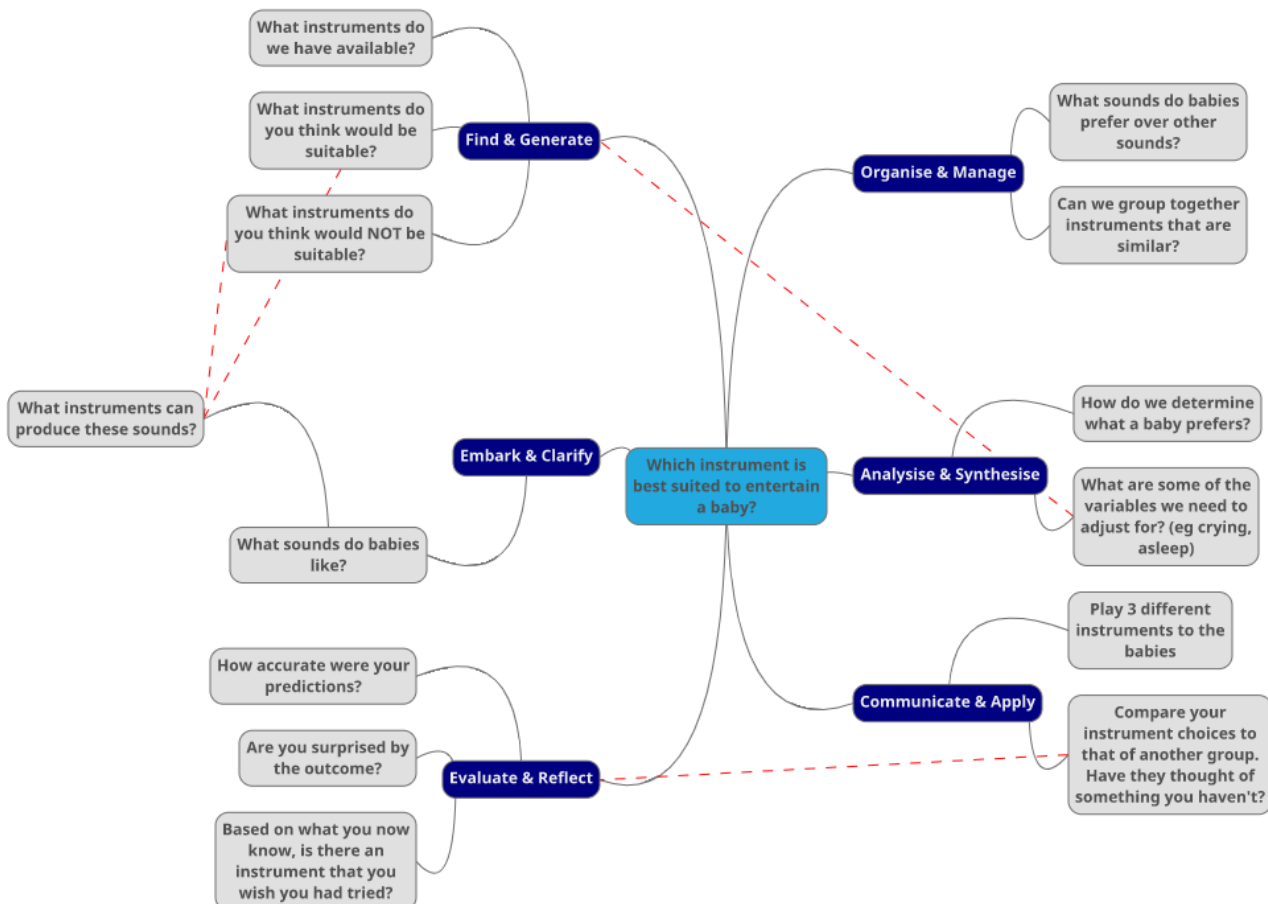 What instruments do
we have available?
What instruments do
you think would be
suitable?
What instruments do
you think would NOT be
suitable?
Find & Generate
What instruments can
produce these sounds?
Embark & Clarify
What sounds do babies
like?
How accurate were your
predictions?
Are you surprised by
the outcome?
Based on what you now
know, is there an
instrument that you
wish you had tried?
Evaluate & Reflect
Which instrument is
best suited to entertain
a baby?
Organise & Manage
What sounds do babies
prefer over other
sounds?
Can we group together
instruments that are
similar?
Analysise & Synthesise
How do we determine
what a baby prefers?
What are some of the
variables we need to
adjust for? (eg crying,
asleep)
Communicate & Apply
Play 3 different
instruments to the
babies
Compare your
instrument choices to
that of another group.
Have they thought of
something you haven't?